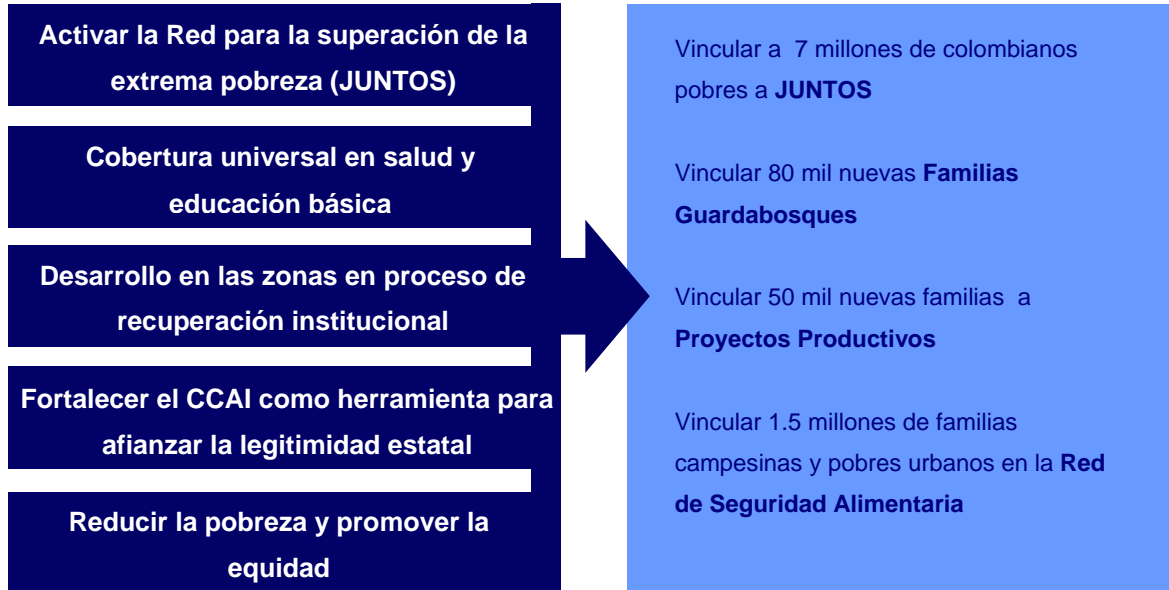 Activar la Red para la superación de la
extrema pobreza (JUNTOS)
Cobertura universal en salud y
educación básica
Desarrollo en las zonas en proceso de
recuperación institucional
Fortalecer el CCAI como herramienta para
afianzar la legitimidad estatal
Reducir la pobreza y promover la
equidad
Vincular a 7 millones de colombianos
pobres a JUNTOS
Vincular 80 mil nuevas Familias
Guardabosques
Vincular 50 mil nuevas familias a
Proyectos Productivos
Vincular 1.5 millones de familias
campesinas y pobres urbanos en la Red
de Seguridad Alimentaria